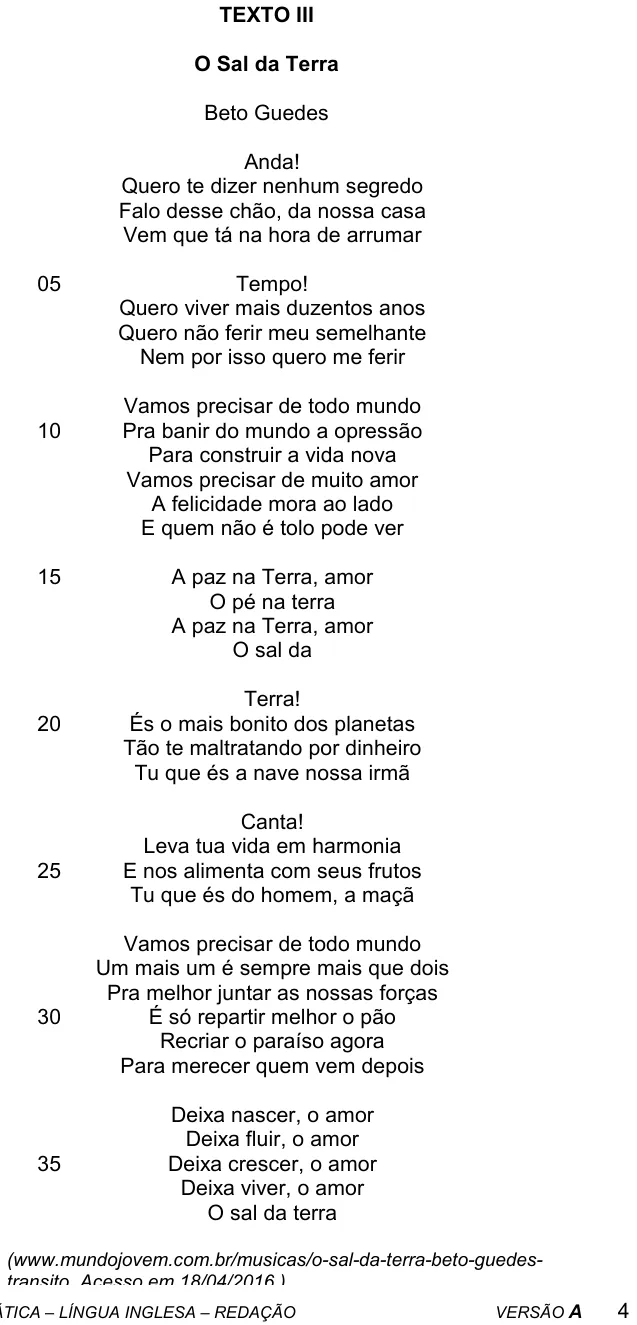 TEXTO III
O Sal da Terra
Beto Guedes
Anda!
Quero te dizer nenhum segredo
Falo desse chão, da nossa casa
Vem que tá na hora de arrumar
05 Tempo!
Quero viver mais duzentos anos
Quero não ferir meu semelhante
Nem por isso quero me ferir
Vamos precisar de todo mundo
10 Pra banir do mundo a opressão
Para construir a vida nova
Vamos precisar de muito amor
A felicidade mora ao lado
E quem não é tolo pode ver
15 A paz na Terra, amor
O pé na terra
A paz na Terra, amor
O sal da
Terra!
20 És o mais bonito dos planetas
Tão te maltratando por dinheiro
Tu que és a nave nossa irmã
Canta!
Leva tua vida em harmonia
25 E nos alimenta com seus frutos
Tu que és do homem, a maçã
Vamos precisar de todo mundo
Um mais um é sempre mais que dois
Pra melhor juntar as nossas forças
30 É só repartir melhor o pão
Recriar o paraíso agora
Para merecer quem vem depois
Deixa nascer, o amor
Deixa fluir, o amor
35 Deixa crescer, o amor
Deixa viver, o amor
O sal da terra
(www.mundojovem.com.br/musicas/o-sal-da-terra-beto-guedes-
transito. Acesso em 18/04/2016.)
ÁTICA – LÍNGUA INGLESA – REDAÇÃO VERSÃO A 4